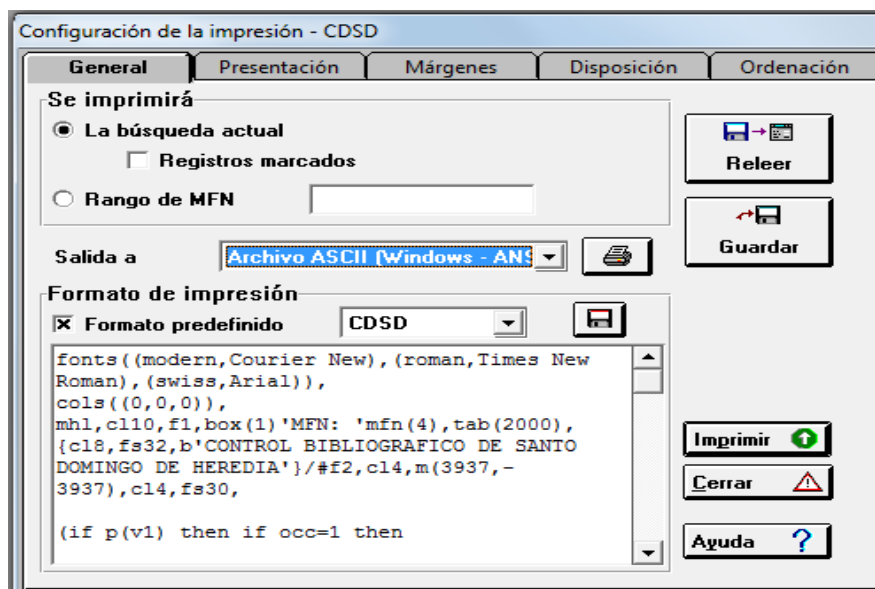 Configuración de la impresión - CDSD
General Presentación Márgenes Disposición Ordenación
Se imprimirá
La búsqueda actual
Registros marcados
Rango de MFN
Releer
Guardar
Salida a Archivo ASCII (Windows - ANS
Formato de impresión
Formato predefinido CDSD
fonts((modern,Courier New),(roman,Times New
Roman),(swiss,Arial)),
cols((0,0,0)),
mhl,cl10,f1,box(1)'MFN: 'mfn(4),tab(2000),
{cl8,fs32,b'CONTROL BIBLIOGRAFICO DE SANTO
DOMINGO DE HEREDIA'}/#f2,cl4,m(3937,-
3937),cl4,fs30,
(if p(v1) then if occ=1 then
Imprimir
Cerrar
Ayuda ?